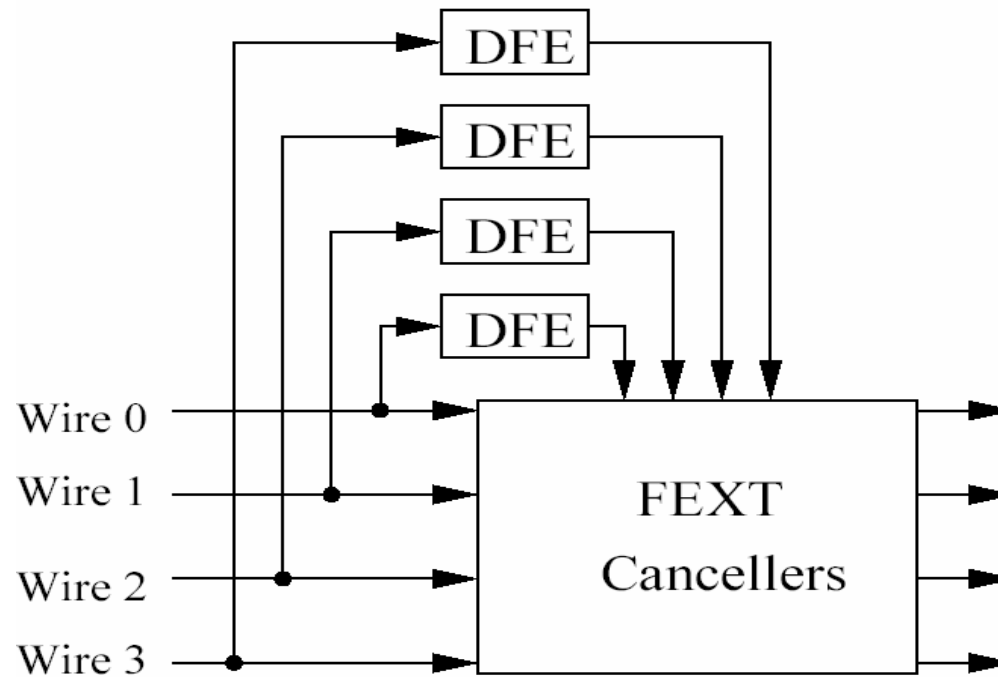 DFE
DFE
DFE
DFE
Wire 0
Wire 1
Wire 2
Wire 3
FEXT
Cancellers